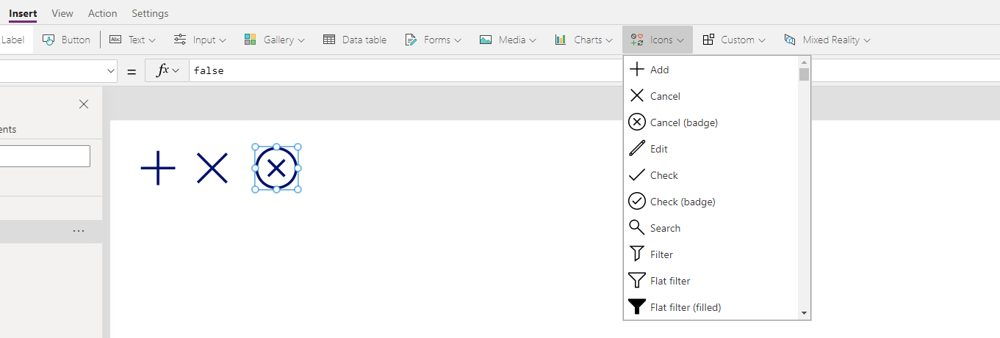 Insert View Action Settings
Label Button Abc Text Input Gallery Data table Forms Media Charts Icons Custom Mixed Reality
= fx false
Add
Cancel
Cancel (badge)
ents
Edit
Check
Check (badge)
Search
Filter
Flat filter
Flat filter (filled)